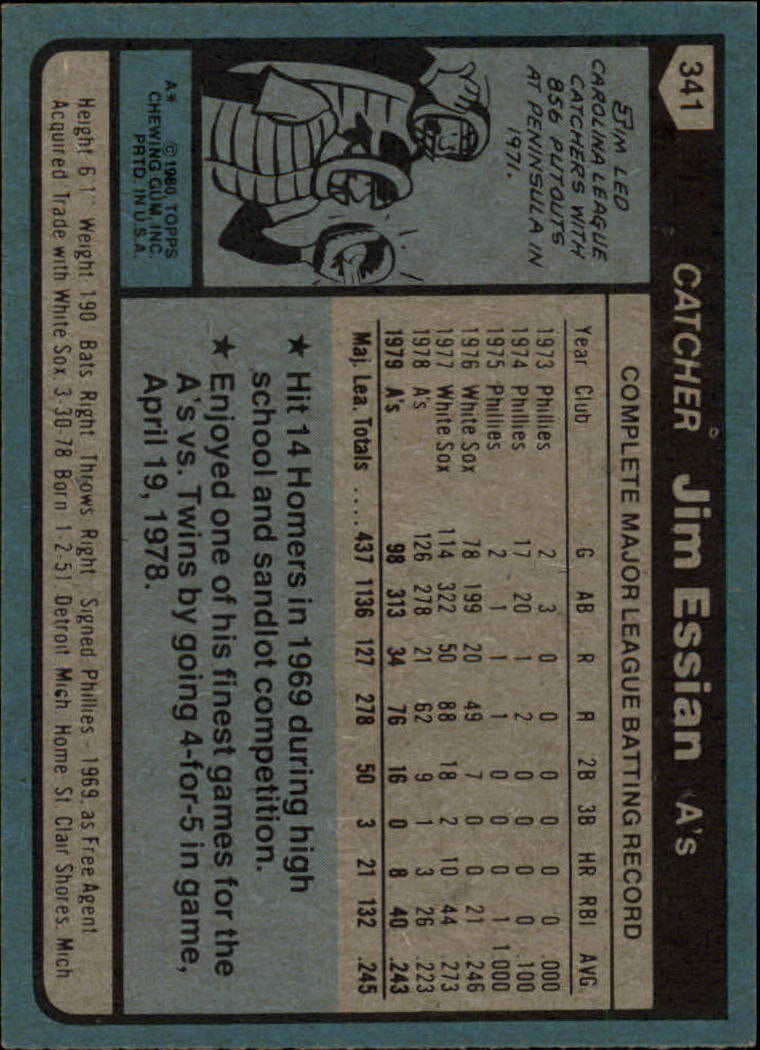 341
CATCHER Jim Essian A's
JIM LED
CAROLINA LEAGUE
CATCHERS WITH
856 PUTOUTS
AT PENINSULA IN
1971.
A* © 1980 TOPPS
CHEWING GUM, INC.
PRTD. IN U.S.A.
COMPLETE MAJOR LEAGUE BATTING RECORD
Year Club G AB R R 2B 3B HR RBI AVG.
1973 Phillies 2 3 0 0 0 0 0 0 .000
1974 Phillies 17 20 1 2 0 0 0 0 .100
1975 Phillies 2 1 1 1 0 0 0 1 1.000
1976 White Sox 78 199 20 49 7 0 0 21 .246
1977 White Sox 114 322 50 88 18 2 10 44 .273
1978 A's 126 278 21 62 9 1 3 26 .223
1979 A's 98 313 34 76 16 0 8 40 .243
Maj. Lea. Totals .... 437 1136 127 278 50 3 21 132 .245
★ Hit 14 Homers in 1969 during high
school and sandlot competition.
★ Enjoyed one of his finest games for the
A's vs. Twins by going 4-for-5 in game,
April 19, 1978.
Height 6'1" Weight 190 Bats Right Throws Right Signed Phillies - 1969, as Free Agent
Acquired Trade with White Sox, 3-30-78 Born 1-2-51, Detroit, Mich. Home St. Clair Shores, Mich